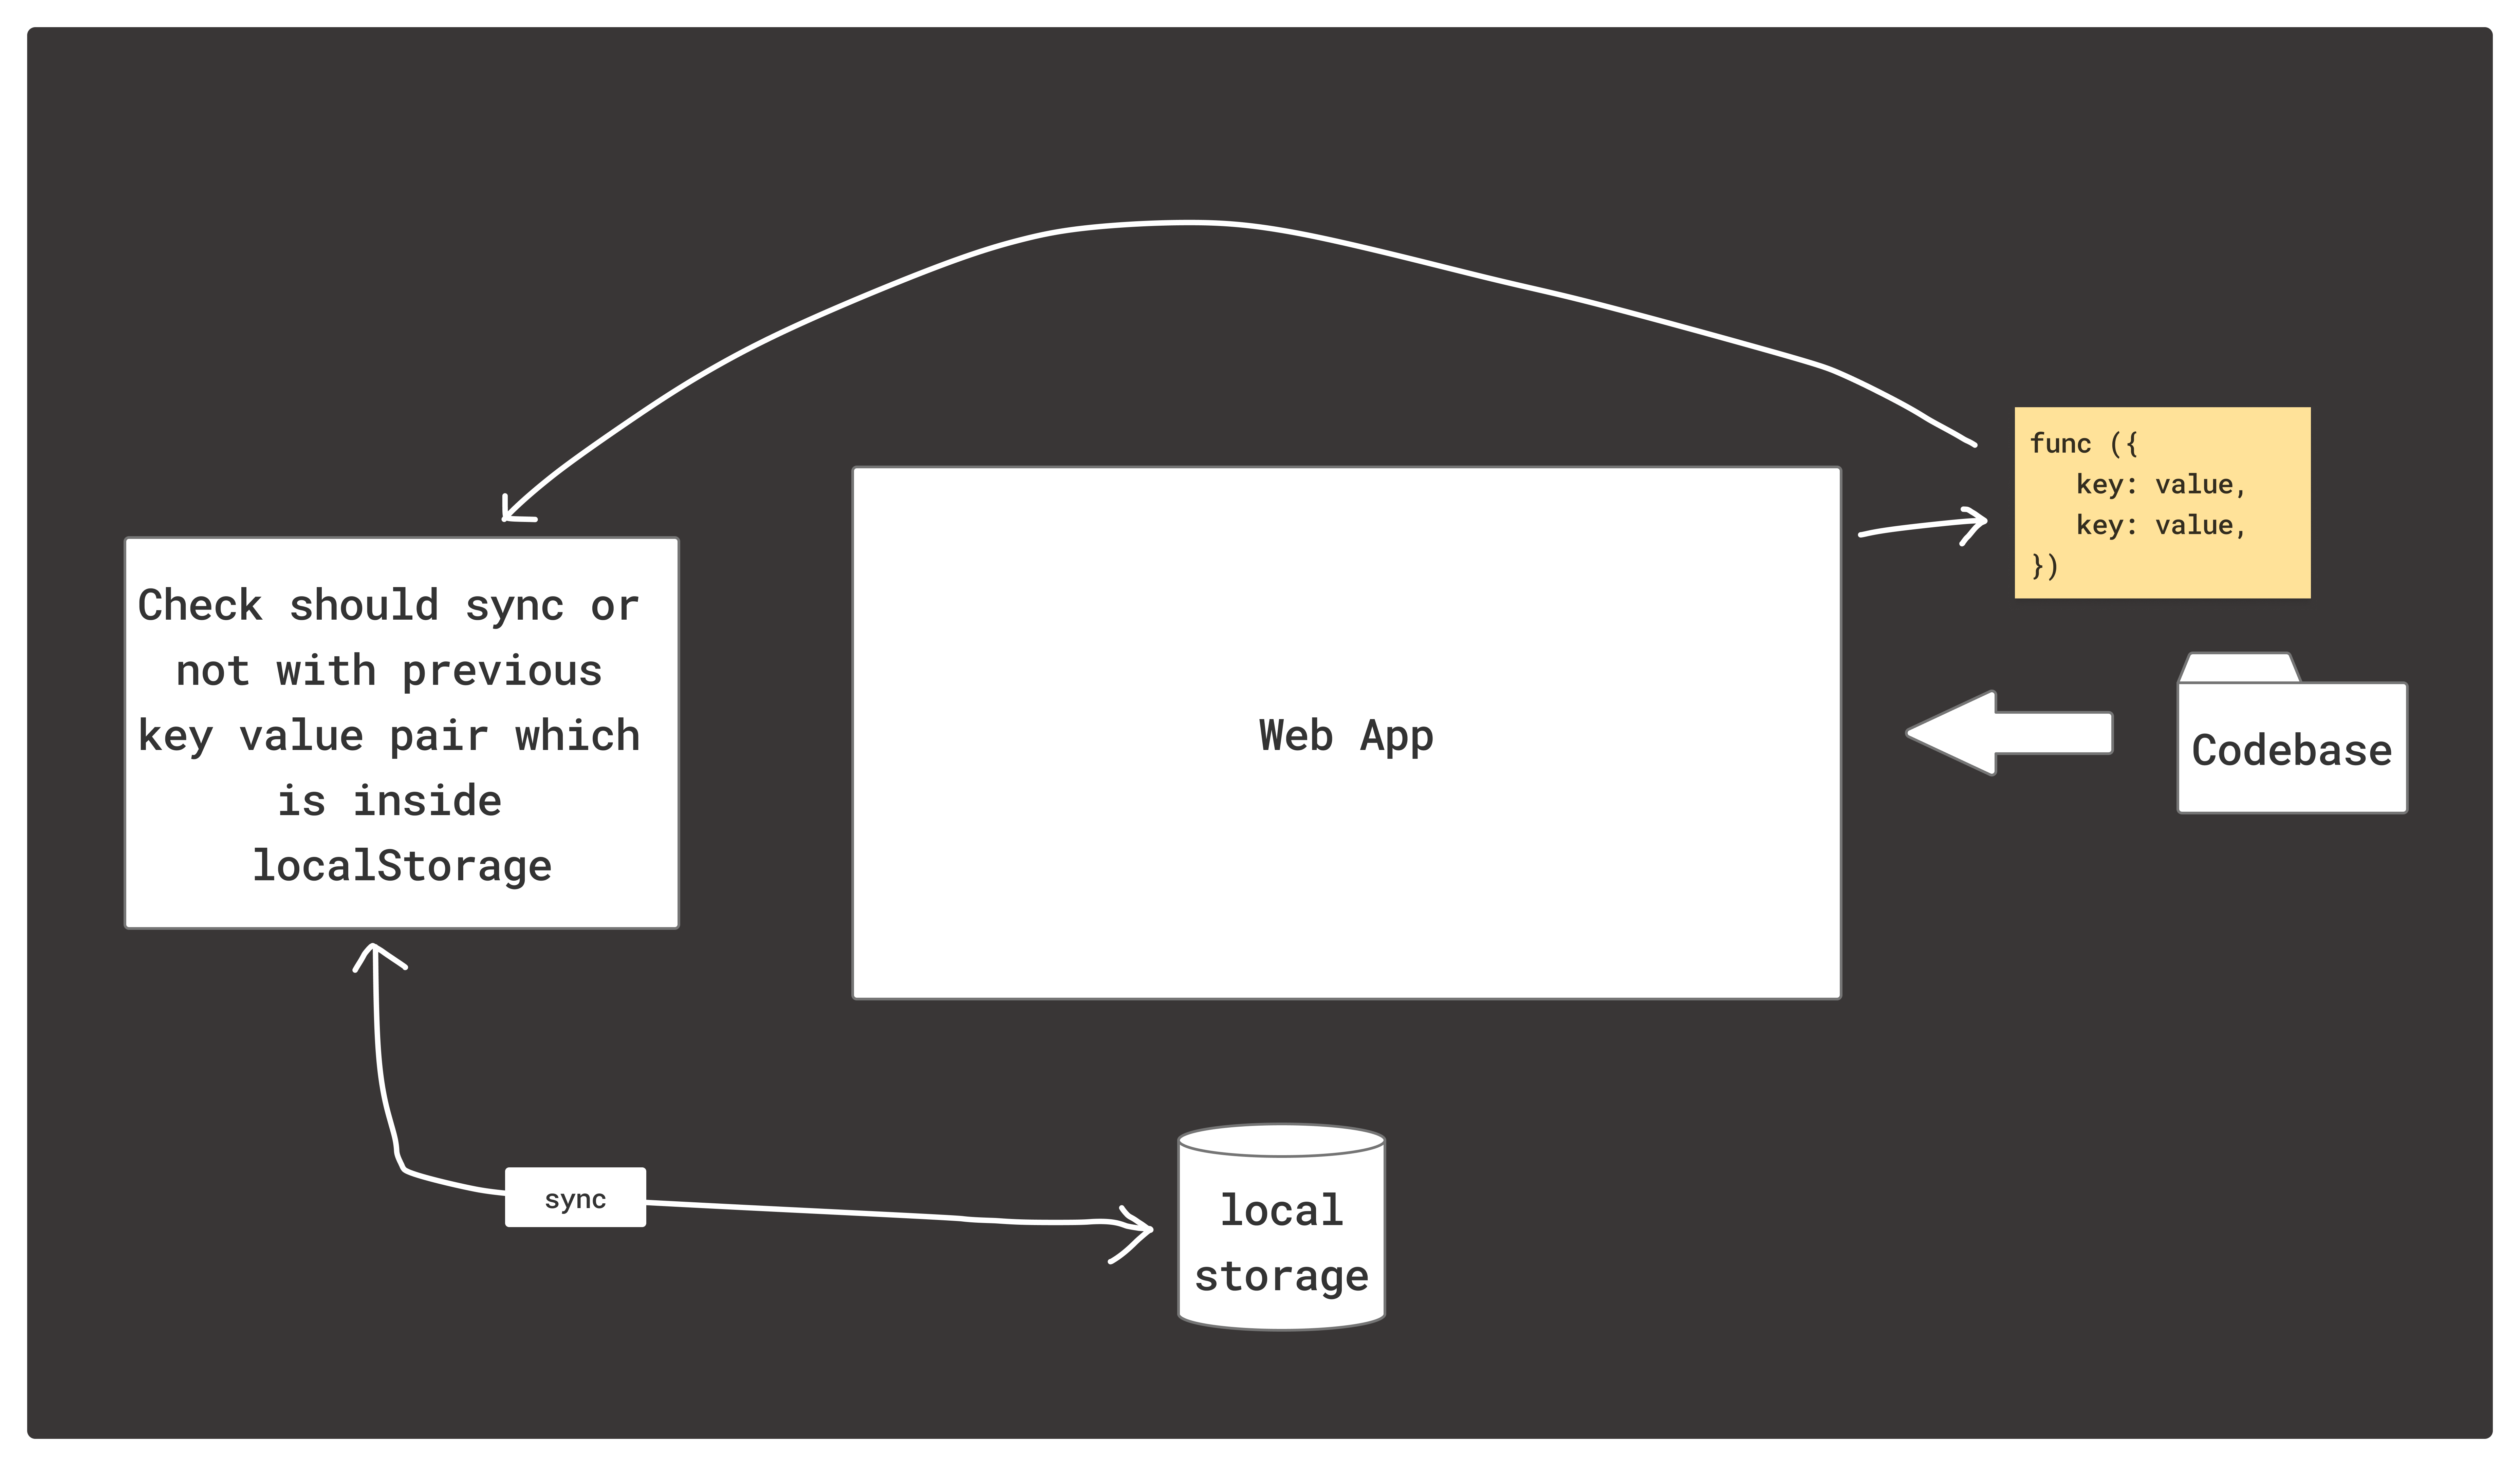 func ({
key: value,
key: value,
})
Check should sync or
not with previous
key value pair which
is inside
localStorage
Web App
Codebase
sync
local
storage